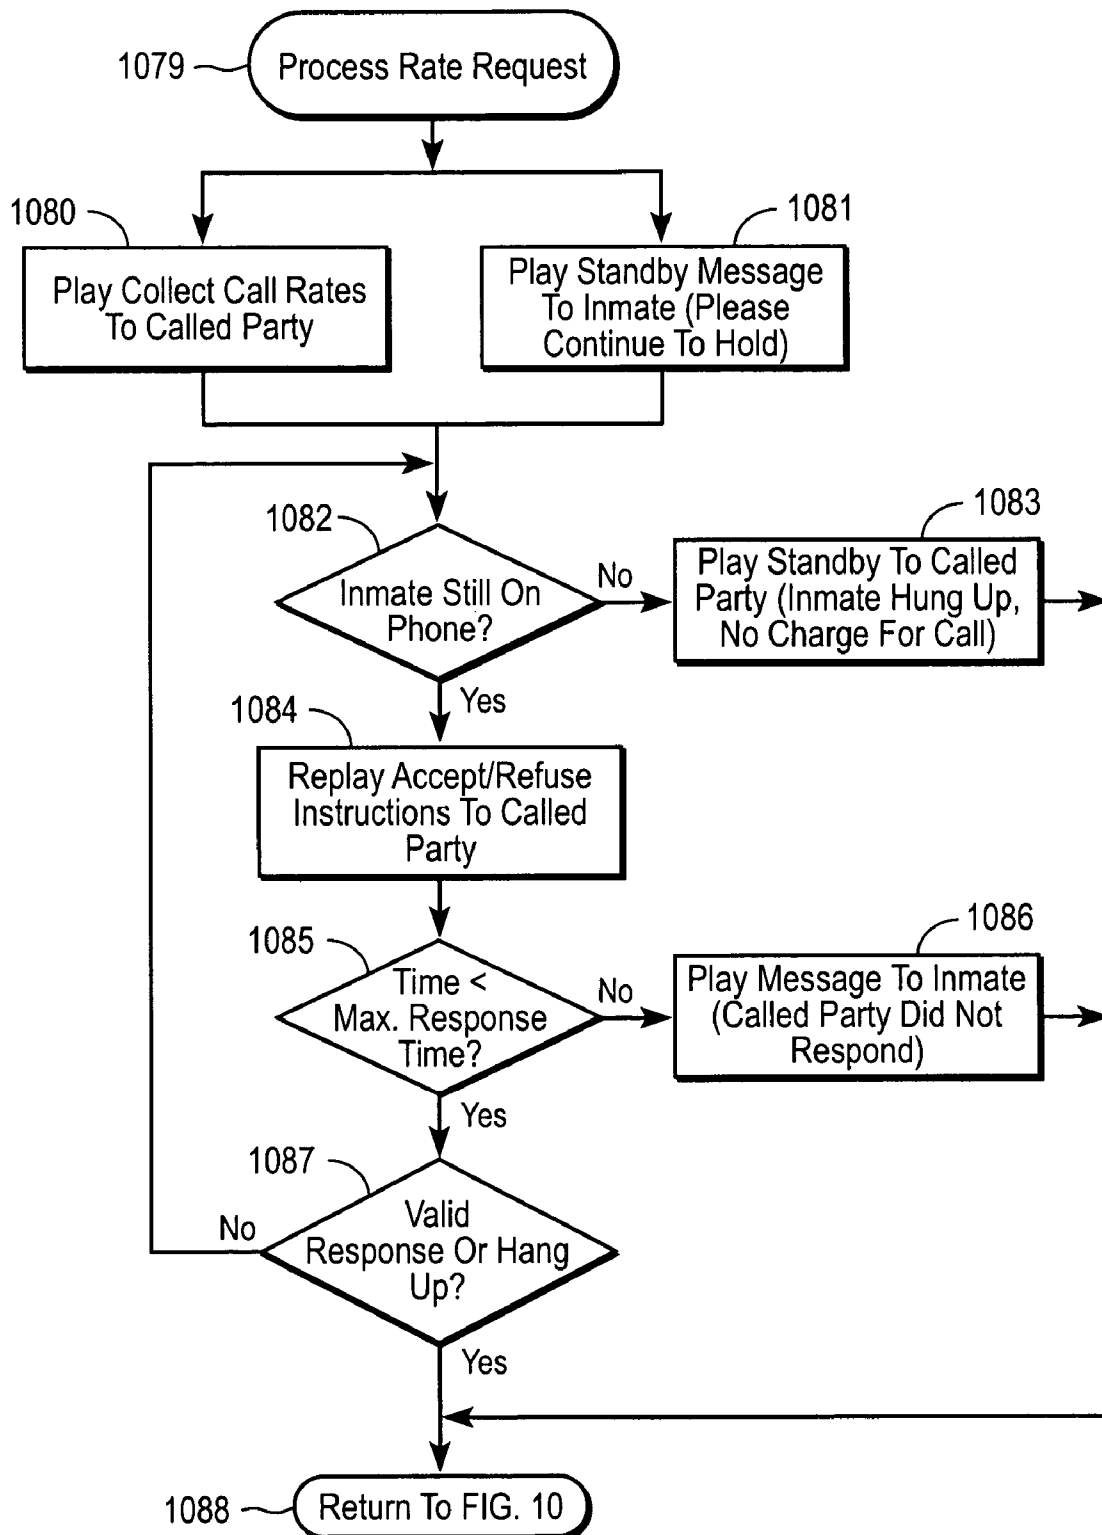 1079
Process Rate Request
1080
Play Collect Call Rates
To Called Party
1081
Play Standby Message
To Inmate (Please
Continue To Hold)
1082
Inmate Still On
Phone?
No
1083
Play Standby To Called
Party (Inmate Hung Up,
No Charge For Call)
Yes
1084
Replay Accept/Refuse
Instructions To Called
Party
1085
Time <
Max. Response
Time?
No
1086
Play Message To Inmate
(Called Party Did Not
Respond)
Yes
1087
No
Valid
Response Or Hang
Up?
Yes
1088
Return To FIG. 10